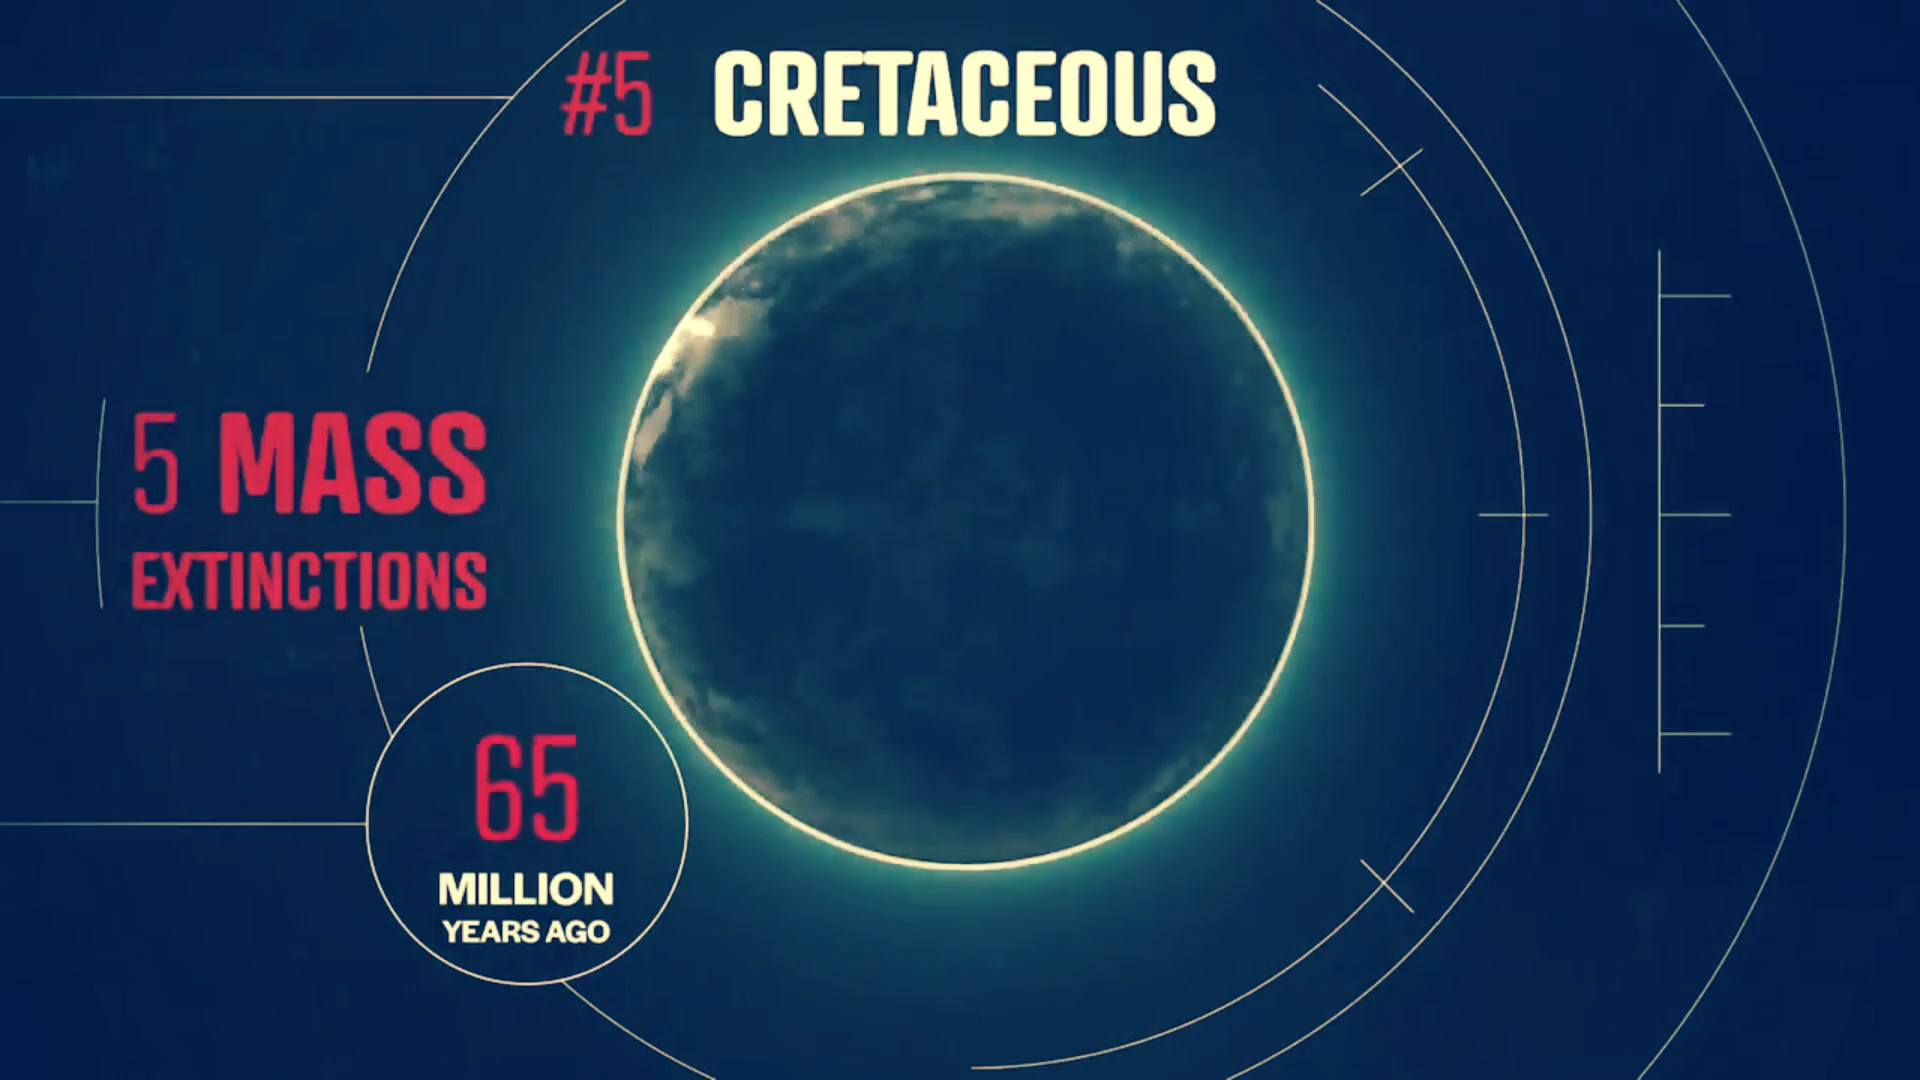 #5 CRETACEOUS
5 MASS
EXTINCTIONS
65
MILLION
YEARS AGO